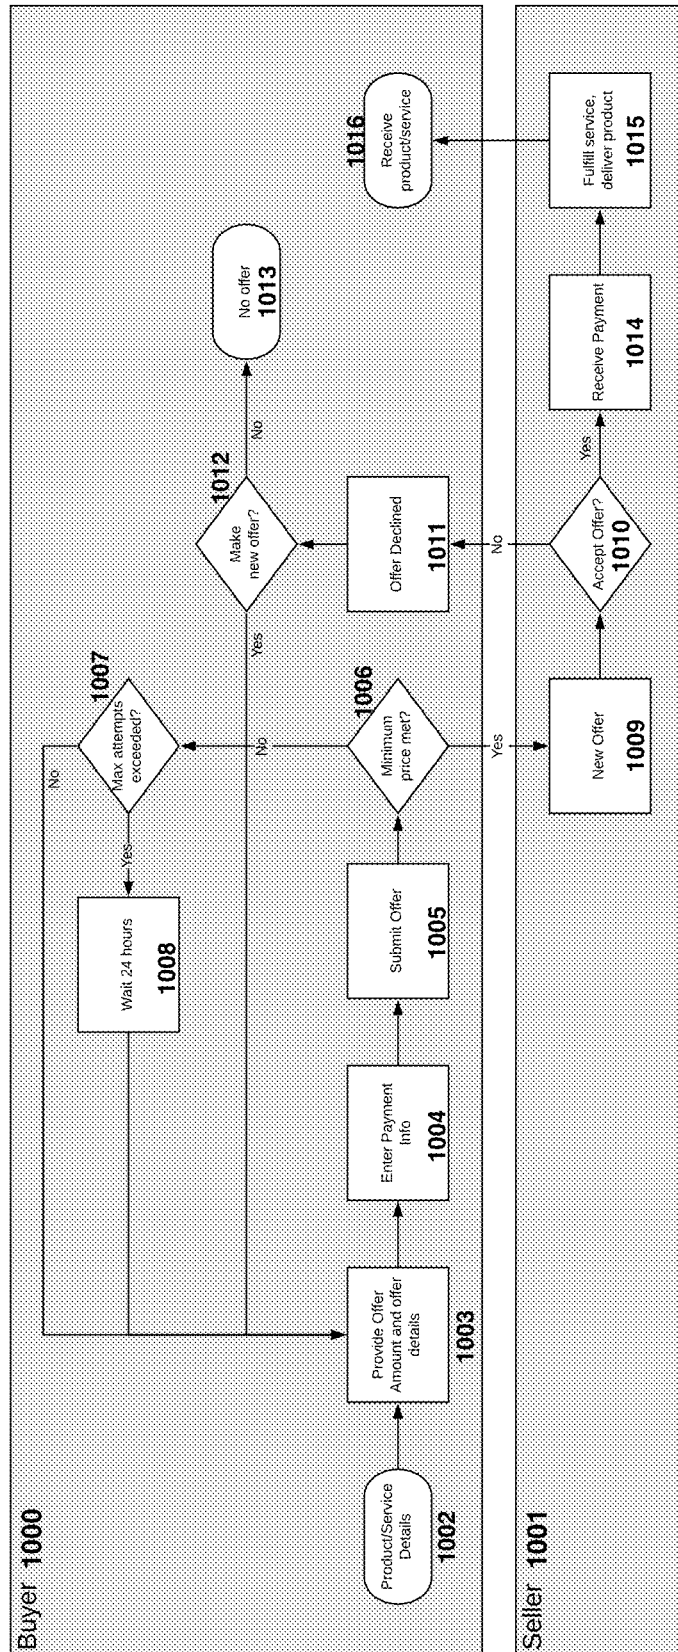 Buyer 1000
Product/Service
Details
1002
Provide Offer
Amount and offer
details
1003
Enter Payment
Info
1004
Submit Offer
1005
Minimum
price met?
1006
No
Yes
Max attempts
exceeded?
1007
No
Yes
Wait 24 hours
1008
Offer Declined
1011
Make
new offer?
1012
Yes
No
No offer
1013
Receive
product/service
1016
Seller 1001
New Offer
1009
Accept Offer?
1010
No
Yes
Receive Payment
1014
Fulfill service,
deliver product
1015